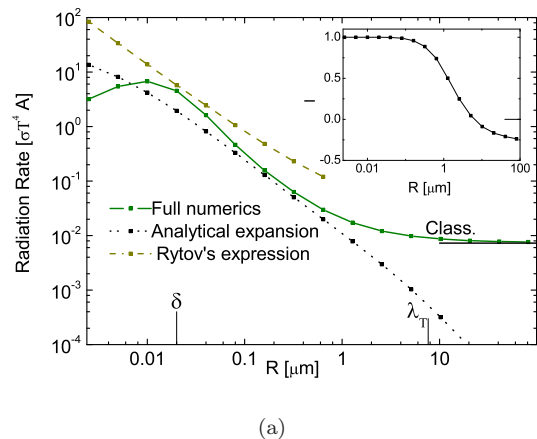 10²
10¹
10⁰
10⁻¹
10⁻²
10⁻³
10⁻⁴
Radiation Rate [σT⁴ A]
1.0
0.5
0.0
-0.5
I
0.01
1
100
R [μm]
Full numerics
Analytical expansion
Rytov's expression
Class.
δ
λ_T
0.01
0.1
1
10
R [μm]
(a)